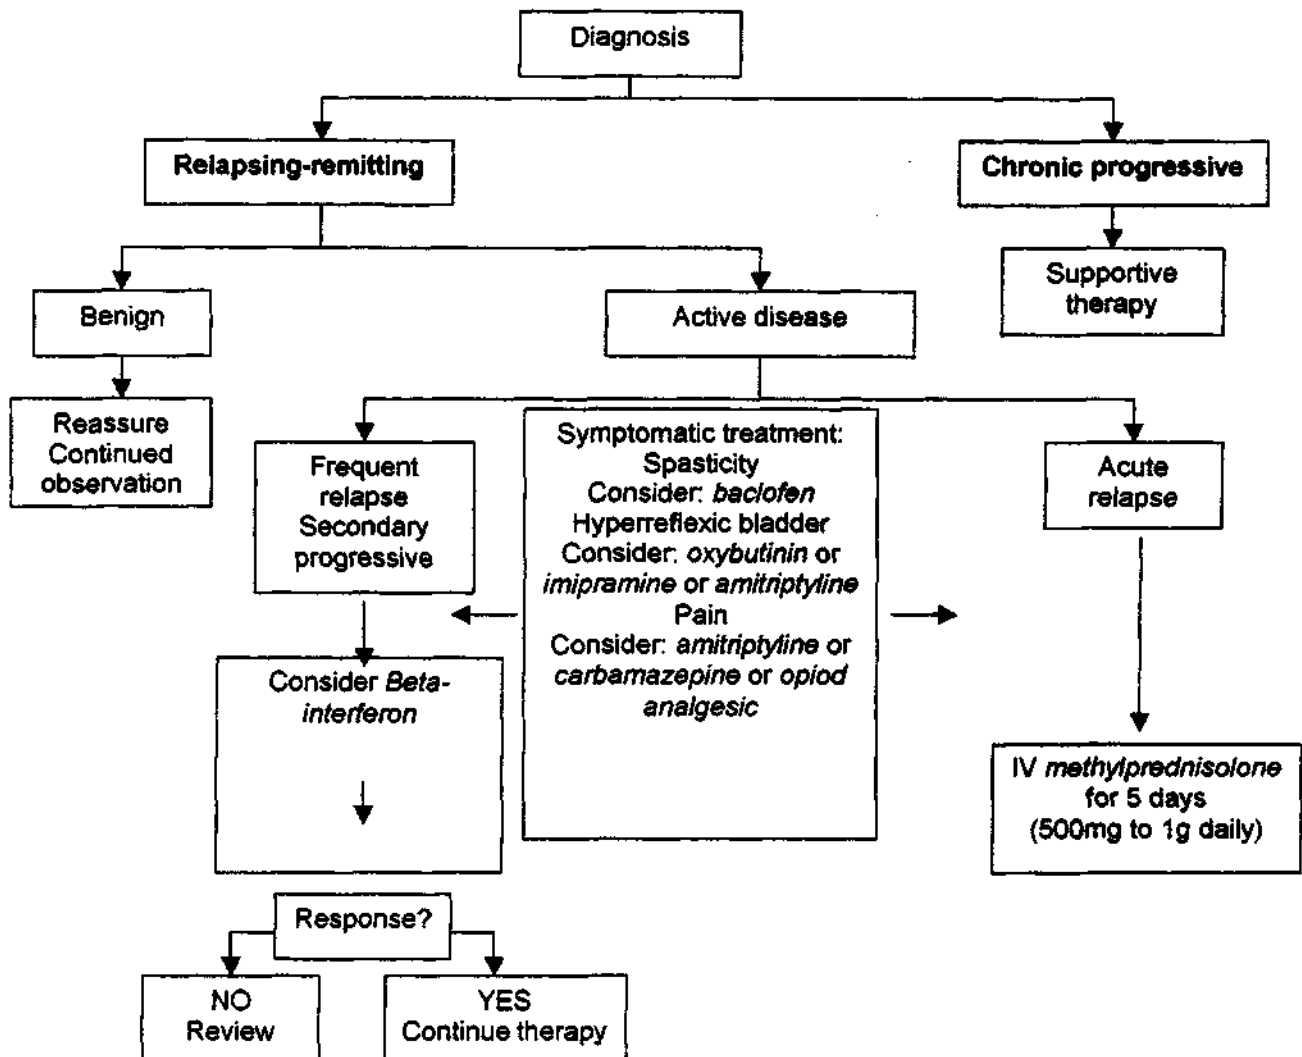 Diagnosis
Relapsing-remitting
Chronic progressive
Supportive
therapy
Benign
Active disease
Reassure
Continued
observation
Frequent
relapse
Secondary
progressive
Symptomatic treatment:
Spasticity
Consider: baclofen
Hyperreflexic bladder
Consider: oxybutinin or
imipramine or amitriptyline
Pain
Consider: amitriptyline or
carbamazepine or opiod
analgesic
Acute
relapse
Consider Beta-
interferon
IV methylprednisolone
for 5 days
(500mg to 1g daily)
Response?
NO
Review
YES
Continue therapy